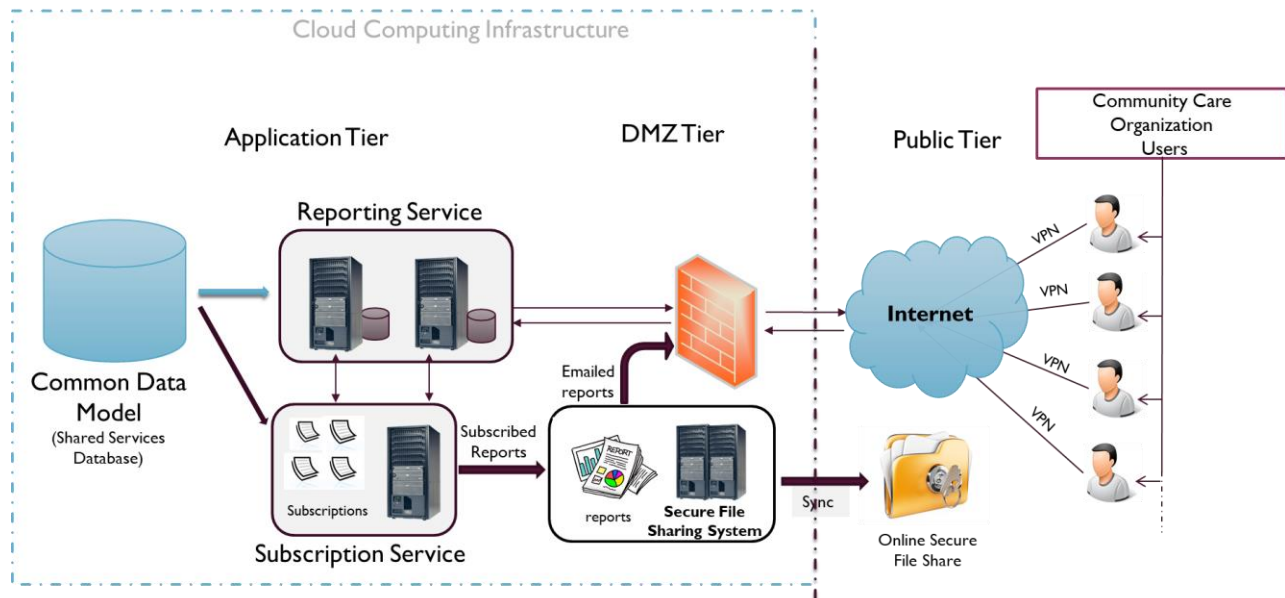 Cloud Computing Infrastructure
Application Tier
DMZ Tier
Public Tier
Community Care
Organization
Users
Reporting Service
Common Data
Model
(Shared Services
Database)
Internet
VPN
VPN
VPN
VPN
Emailed
reports
Subscribed
Reports
Subscriptions
Subscription Service
REPORT
reports
Secure File
Sharing System
Sync
Online Secure
File Share